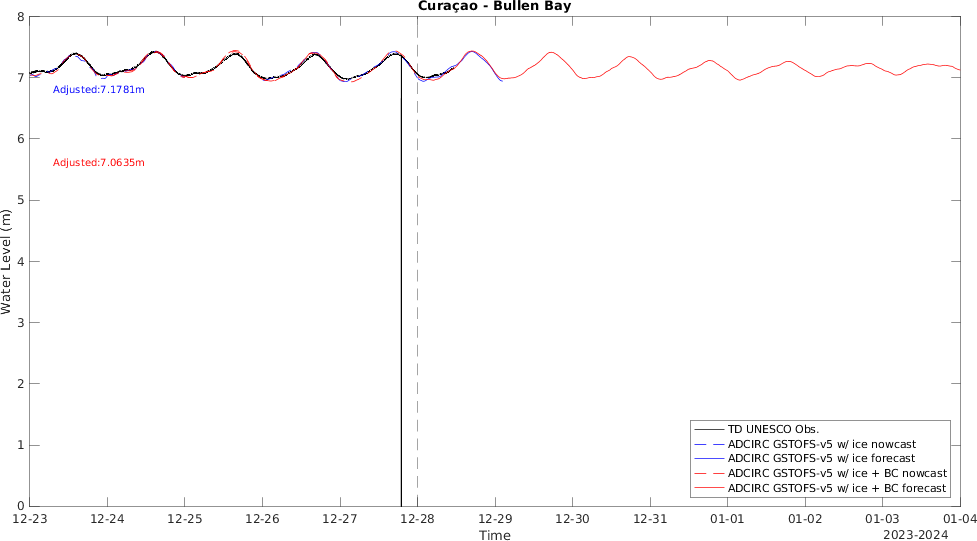 Curaçao - Bullen Bay
Water Level (m)
8
7
6
5
4
3
2
1
0
Adjusted:7.1781m
Adjusted:7.0635m
TD UNESCO Obs.
ADCIRC GSTOFS-v5 w/ ice nowcast
ADCIRC GSTOFS-v5 w/ ice forecast
ADCIRC GSTOFS-v5 w/ ice + BC nowcast
ADCIRC GSTOFS-v5 w/ ice + BC forecast
12-23 12-24 12-25 12-26 12-27 12-28 12-29 12-30 12-31 01-01 01-02 01-03 01-04
Time
2023-2024